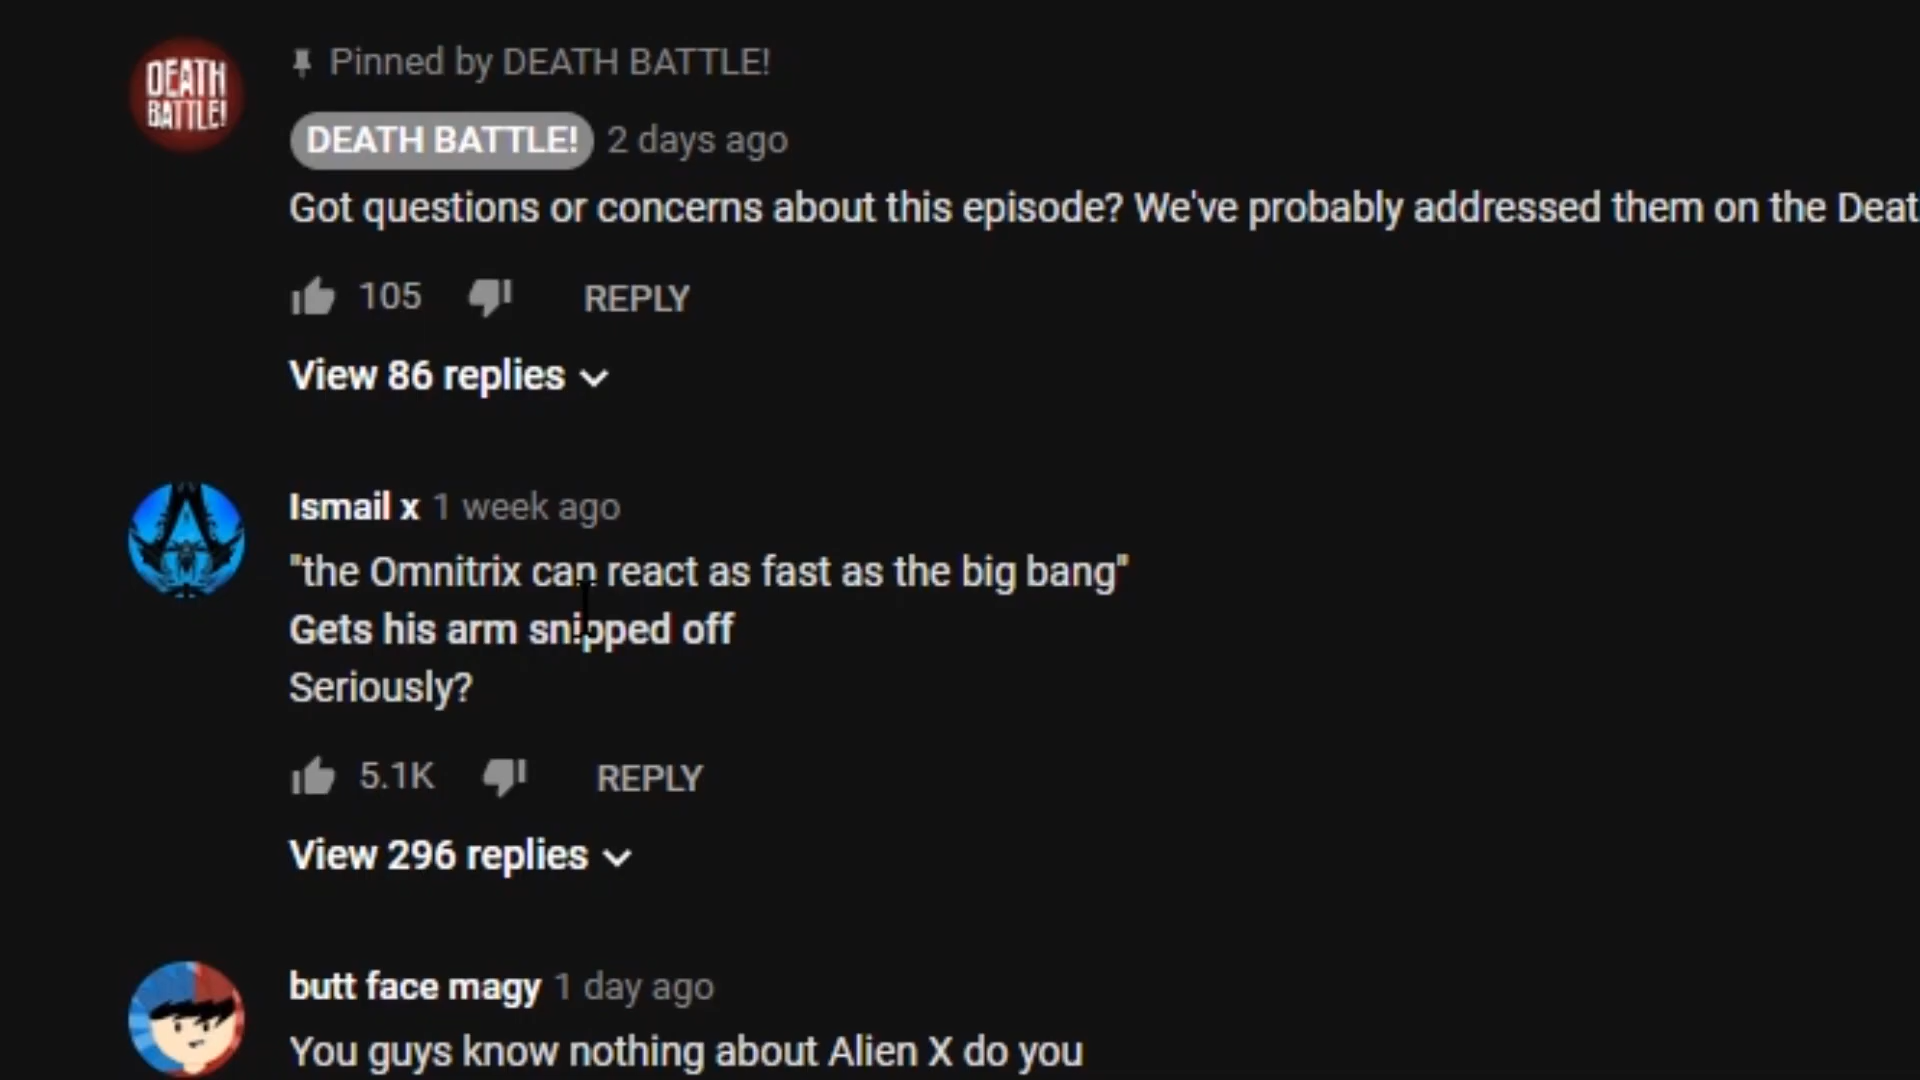 DEATH
BATTLE!
Pinned by DEATH BATTLE!
DEATH BATTLE! 2 days ago
Got questions or concerns about this episode? We've probably addressed them on the Deat
105 REPLY
View 86 replies
Ismail x 1 week ago
"the Omnitrix can react as fast as the big bang"
Gets his arm snipped off
Seriously?
5.1K REPLY
View 296 replies
butt face magy 1 day ago
You guys know nothing about Alien X do you